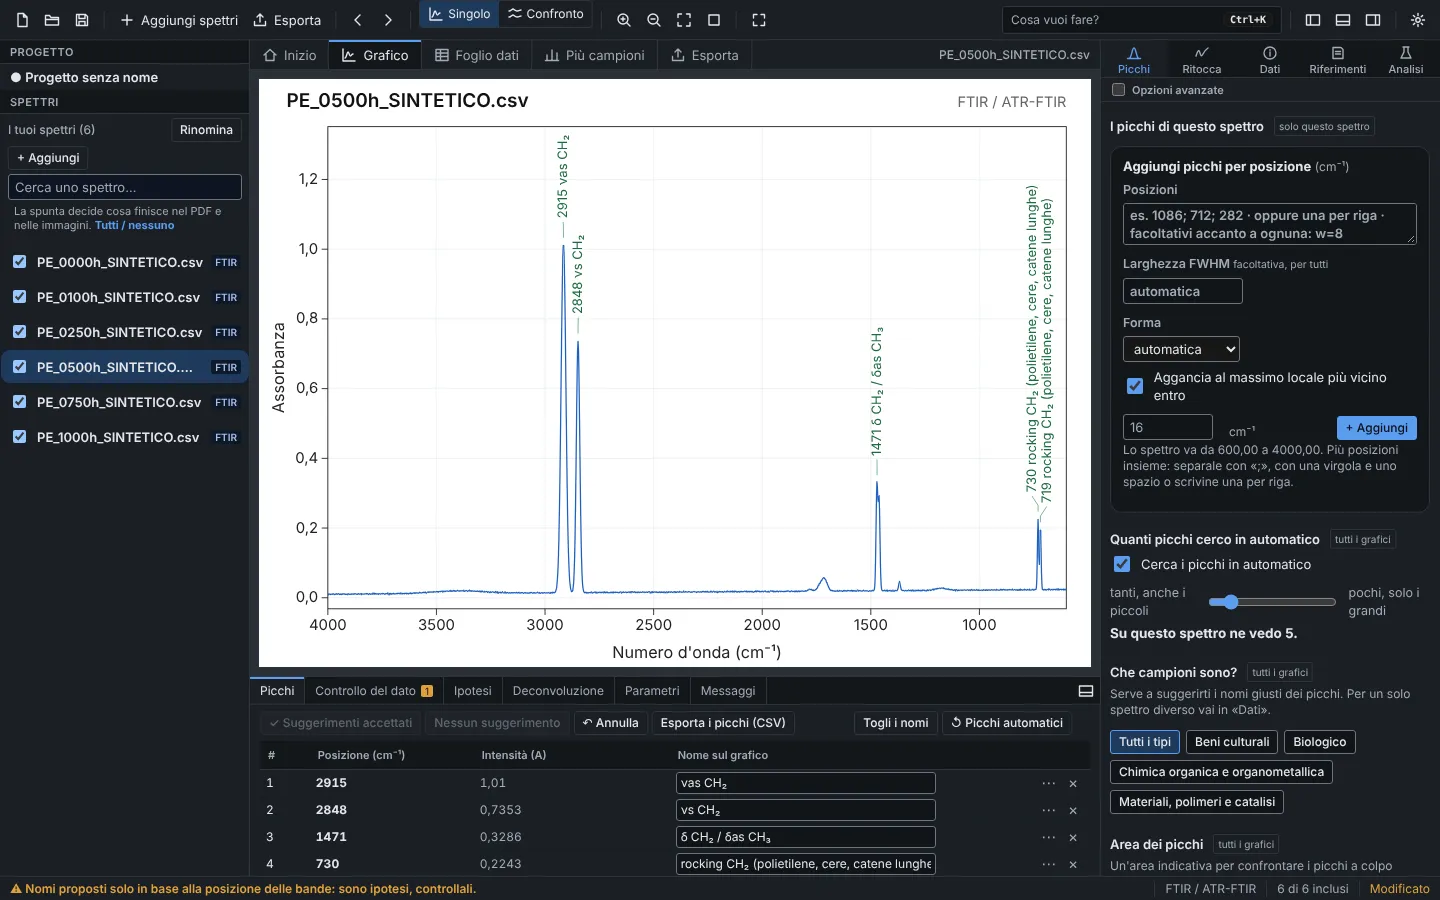 Aggiungi spettri
Esporta
Singolo
Confronto
Cosa vuoi fare?
Ctrl+K
PROGETTO
Progetto senza nome
SPETTRI
I tuoi spettri (6)
Rinomina
+ Aggiungi
Cerca uno spettro...
La spunta decide cosa finisce nel PDF e
nelle immagini. Tutti / nessuno
PE_0000h_SINTETICO.csv FTIR
PE_0100h_SINTETICO.csv FTIR
PE_0250h_SINTETICO.csv FTIR
PE_0500h_SINTETICO.... FTIR
PE_0750h_SINTETICO.csv FTIR
PE_1000h_SINTETICO.csv FTIR
Inizio
Grafico
Foglio dati
Più campioni
Esporta
PE_0500h_SINTETICO.csv
PE_0500h_SINTETICO.csv
FTIR / ATR-FTIR
Assorbanza
1,2
1,0
0,8
0,6
0,4
0,2
0,0
2915 νas CH₂
2848 νs CH₂
1471 δ CH₂ / δas CH₃
730 rocking CH₂ (polietilene, cere, catene lunghe)
719 rocking CH₂ (polietilene, cere, catene lunghe)
4000
3500
3000
2500
2000
1500
1000
Numero d'onda (cm⁻¹)
Picchi
Controllo del dato 1
Ipotesi
Deconvoluzione
Parametri
Messaggi
✓ Suggerimenti accettati
Nessun suggerimento
↶ Annulla
Esporta i picchi (CSV)
Togli i nomi
↺ Picchi automatici
# Posizione (cm⁻¹) Intensità (A) Nome sul grafico
1 2915 1,01 νas CH₂ ⋯ ×
2 2848 0,7353 νs CH₂ ⋯ ×
3 1471 0,3286 δ CH₂ / δas CH₃ ⋯ ×
4 730 0,2243 rocking CH₂ (polietilene, cere, catene lunghe ⋯ ×
Picchi
Ritocca
Dati
Riferimenti
Analisi
Opzioni avanzate
I picchi di questo spettro
solo questo spettro
Aggiungi picchi per posizione (cm⁻¹)
Posizioni
es. 1086; 712; 282 · oppure una per riga ·
facoltativi accanto a ognuna: w=8
Larghezza FWHM facoltativa, per tutti
automatica
Forma
automatica
Aggancia al massimo locale più vicino
entro
16
cm⁻¹
+ Aggiungi
Lo spettro va da 600,00 a 4000,00. Più posizioni
insieme: separale con «;», con una virgola e uno
spazio o scrivine una per riga.
Quanti picchi cerco in automatico
tutti i grafici
Cerca i picchi in automatico
tanti, anche i
piccoli
pochi, solo i
grandi
Su questo spettro ne vedo 5.
Che campioni sono?
tutti i grafici
Serve a suggerirti i nomi giusti dei picchi. Per un solo
spettro diverso vai in «Dati».
Tutti i tipi
Beni culturali
Biologico
Chimica organica e organometallica
Materiali, polimeri e catalisi
Area dei picchi
tutti i grafici
Un'area indicativa per confrontare i picchi a colpo
⚠ Nomi proposti solo in base alla posizione delle bande: sono ipotesi, controllali.
FTIR / ATR-FTIR
6 di 6 inclusi
Modificato